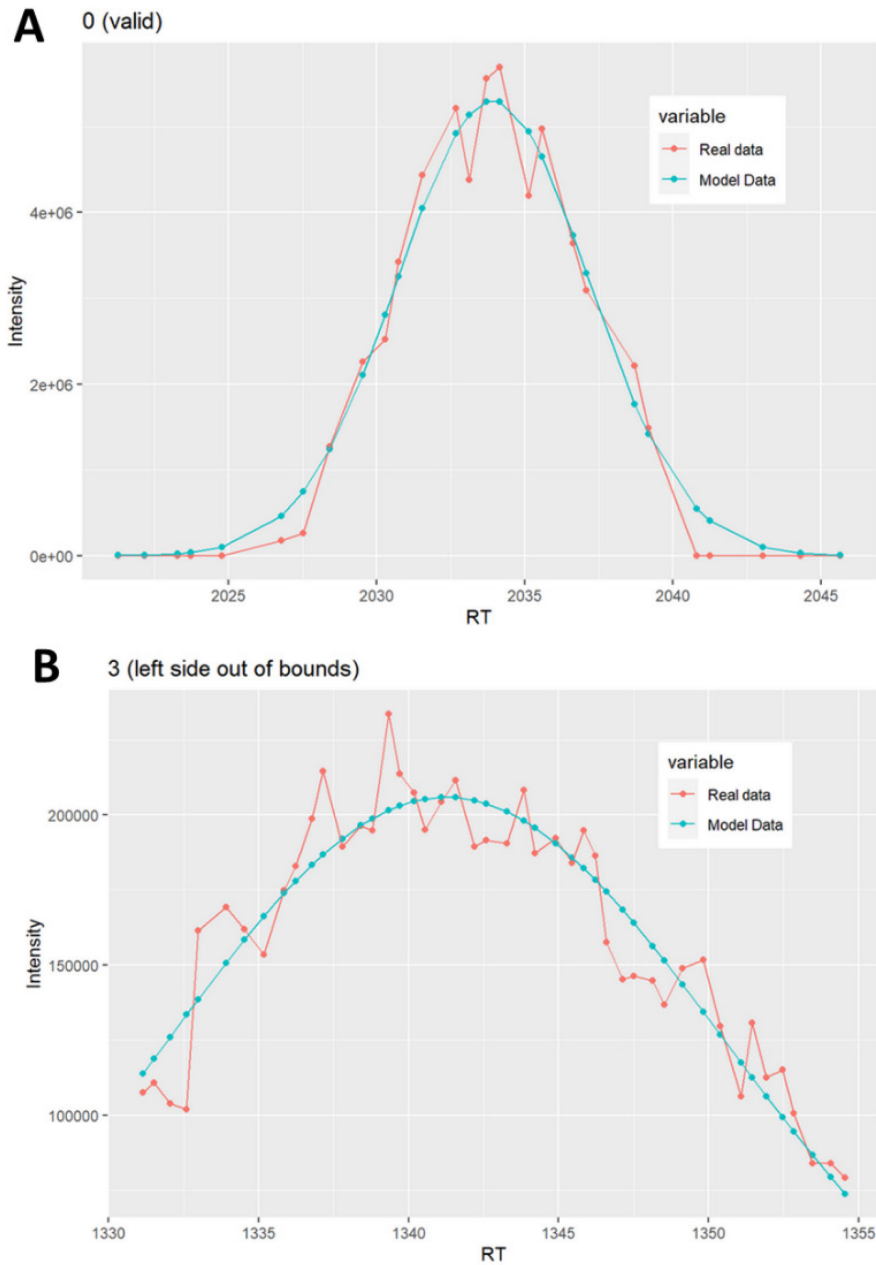 A
0 (valid)
Intensity
4e+06
2e+06
0e+00
variable
Real data
Model Data
2025
2030
2035
2040
2045
RT
B
3 (left side out of bounds)
Intensity
200000
150000
100000
variable
Real data
Model Data
1330
1335
1340
1345
1350
1355
RT